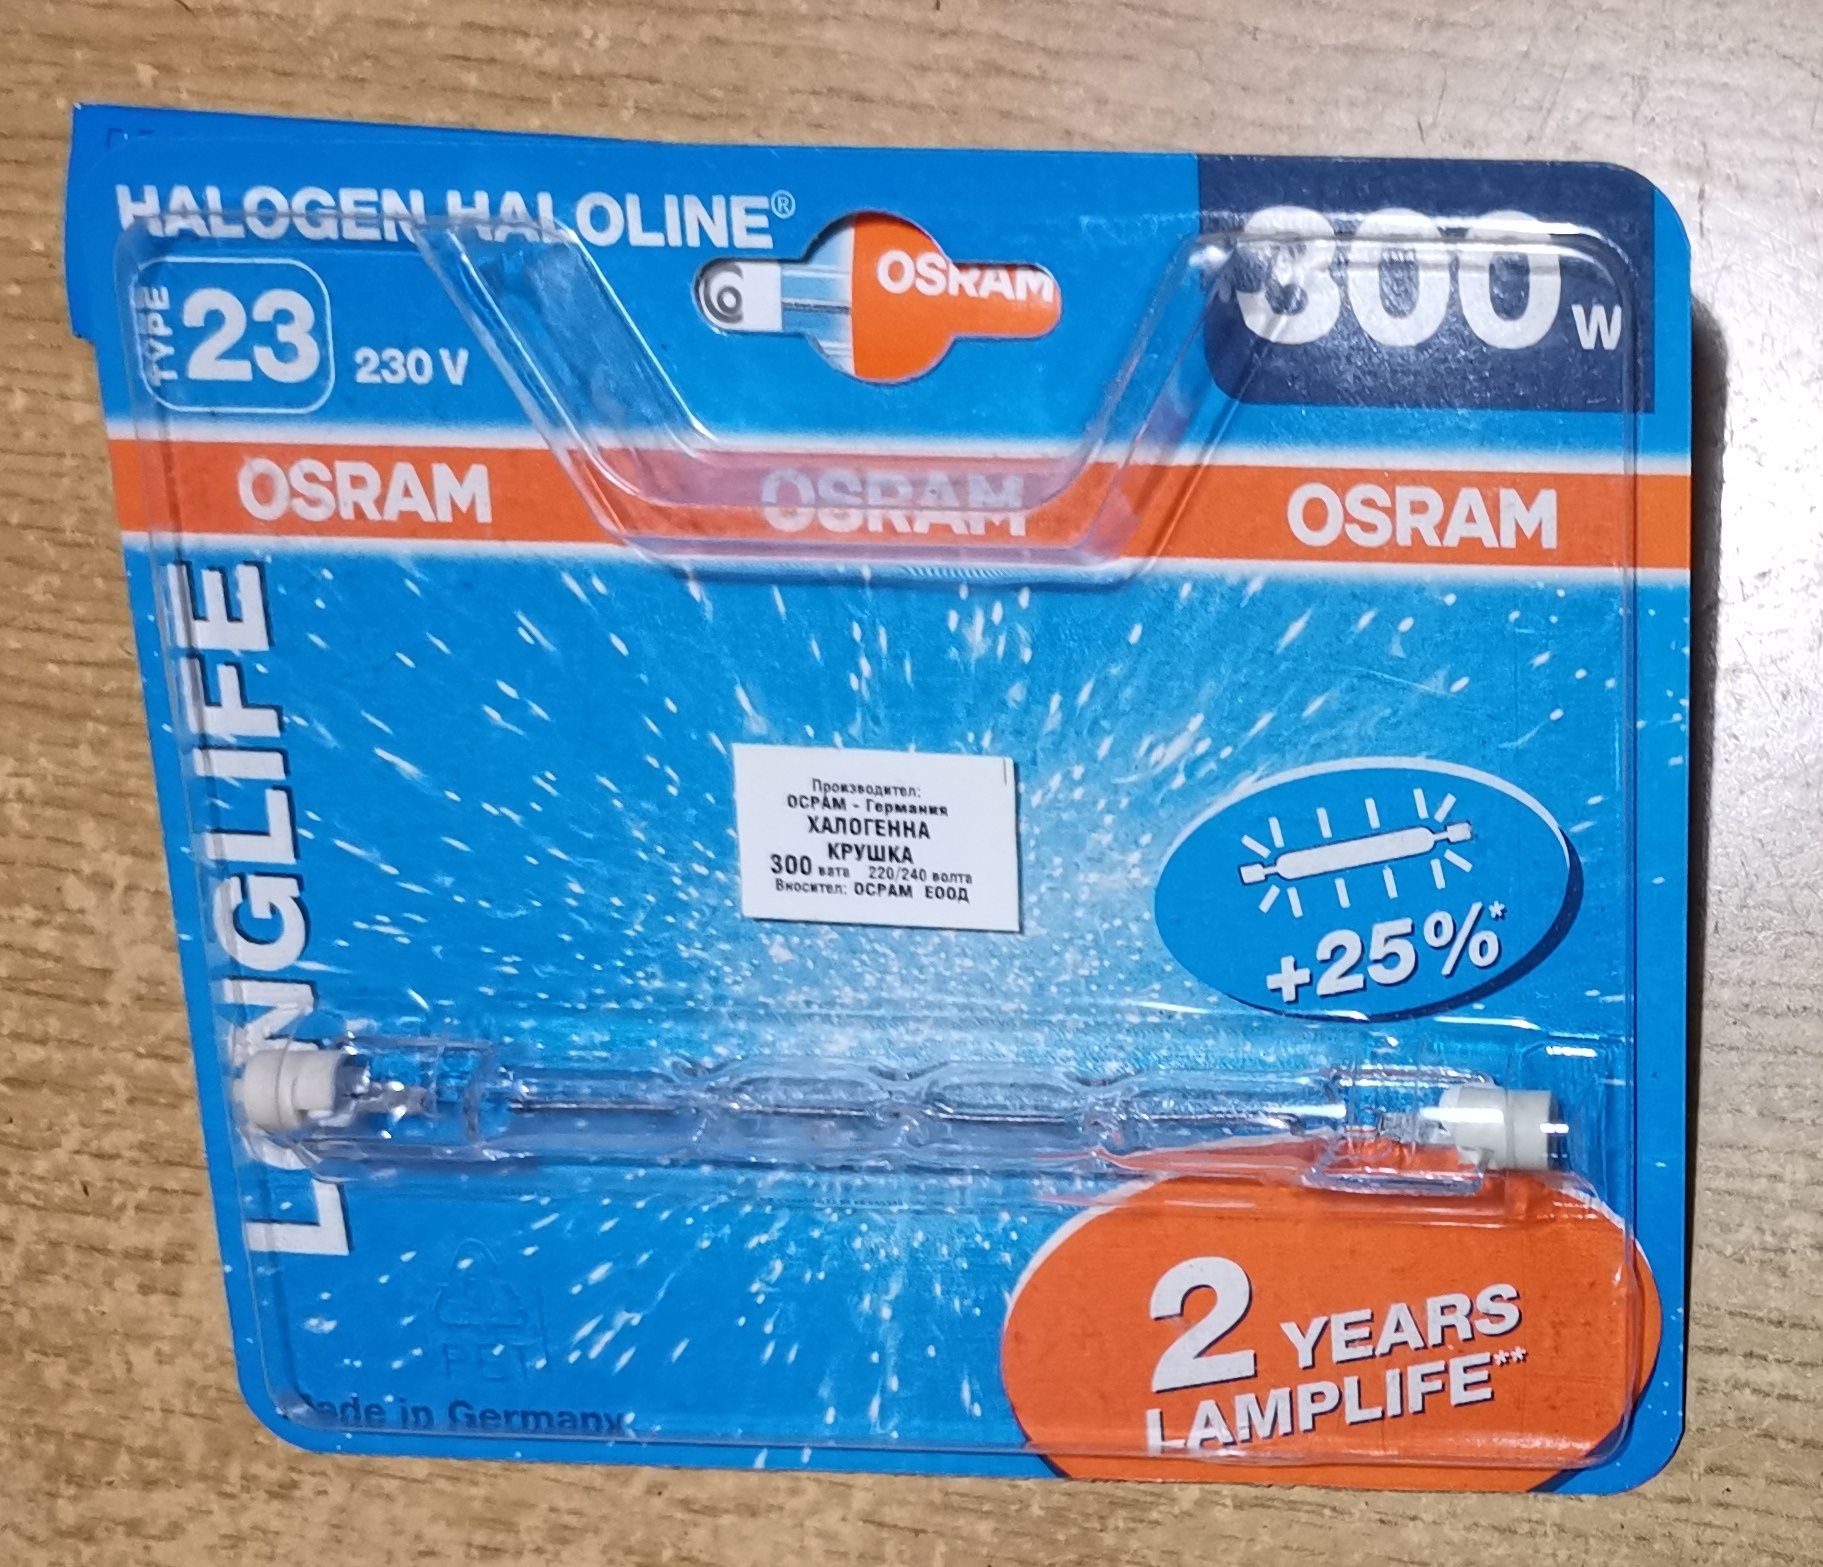 HALOGEN HALOLINE®
OSRAM
300 W
TYPE 23
230 V
OSRAM OSRAM OSRAM
LONGLIFE
Производител:
ОСРАМ - Германия
ХАЛОГЕННА
КРУШКА
300 вата 220/240 волта
Вносител: ОСРАМ ЕООД
+25%*
2 YEARS
LAMPLIFE**
PET
Made in Germany